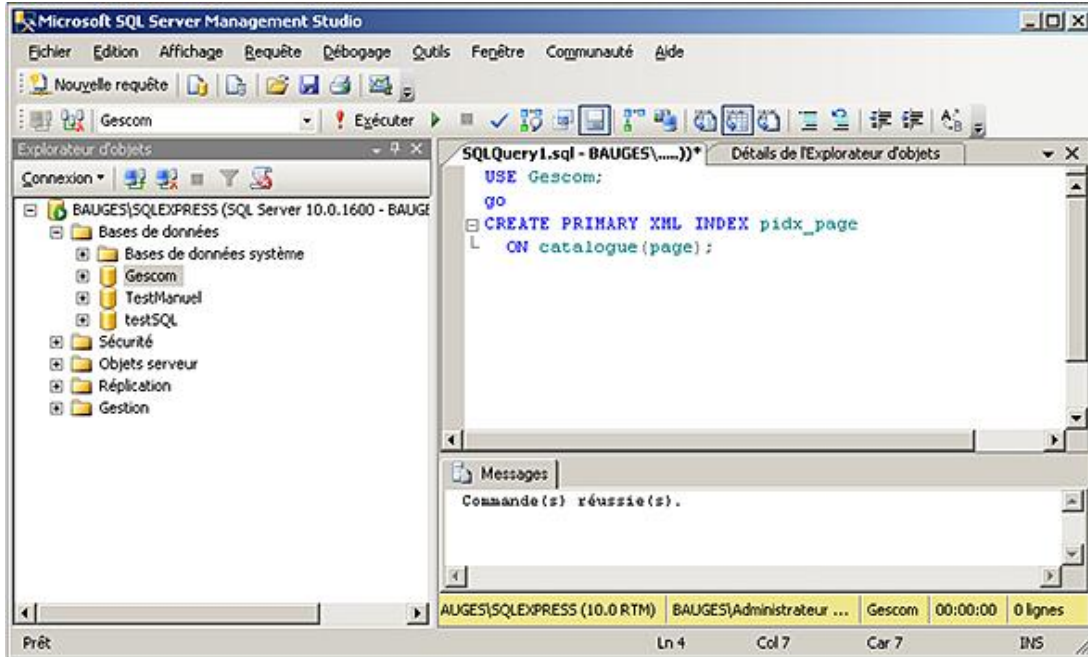 Microsoft SQL Server Management Studio
Fichier Edition Affichage Requête Débogage Outils Fenêtre Communauté Aide
Nouvelle requête
Gescom Exécuter
Explorateur d'objets
Connexion
BAUGES\SQLEXPRESS (SQL Server 10.0.1600 - BAUGE
Bases de données
Bases de données système
Gescom
TestManuel
testSQL
Sécurité
Objets serveur
Réplication
Gestion
SQLQuery1.sql - BAUGES\.....))* Détails de l'Explorateur d'objets
USE Gescom;
go
CREATE PRIMARY XML INDEX pidx_page
ON catalogue(page);
Messages
Commande(s) réussie(s).
AUGES\SQLEXPRESS (10.0 RTM) BAUGES\Administrateur ... Gescom 00:00:00 0 lignes
Prêt Ln 4 Col 7 Car 7 INS